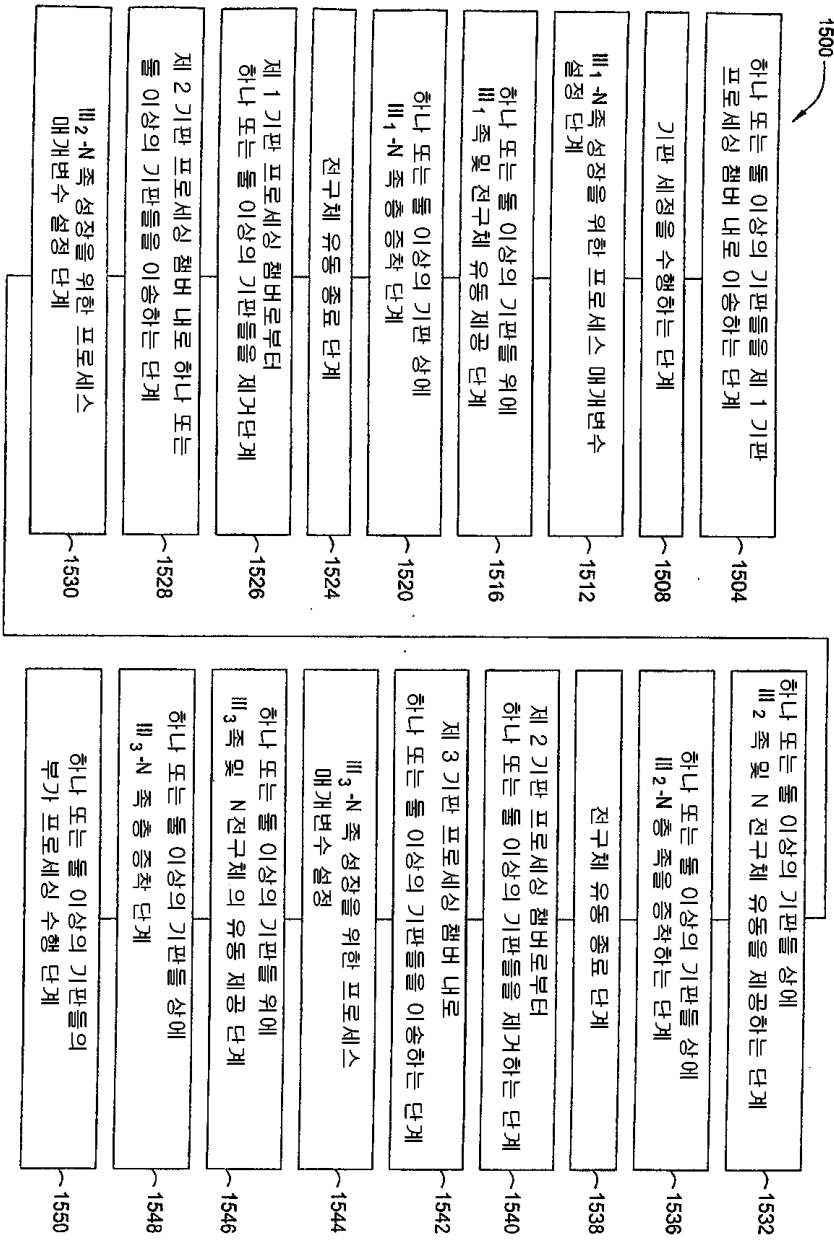 1500
하나 또는 둘 이상의 기판들을 제 1 기판
프로세싱 챔버 내로 이송하는 단계
1504
기판 세정을 수행하는 단계
1508
III₁-N족 성장을 위한 프로세스 매개변수
설정 단계
1512
하나 또는 둘 이상의 기판들 위에
III₁ 족 및 전구체 유동 제공 단계
1516
하나 또는 둘 이상의 기판 상에
III₁-N 족 층 증착 단계
1520
전구체 유동 종료 단계
1524
제 1 기판 프로세싱 챔버로부터
하나 또는 둘 이상의 기판들을 제거단계
1526
제 2 기판 프로세싱 챔버 내로 하나 또는
둘 이상의 기판들을 이송하는 단계
1528
III₂-N 족 성장을 위한 프로세스
매개변수 설정 단계
1530
하나 또는 둘 이상의 기판들 상에
III₂ 족 및 N 전구체 유동을 제공하는 단계
1532
하나 또는 둘 이상의 기판들 상에
III₂-N 층 족을 증착하는 단계
1536
전구체 유동 종료 단계
1538
제 2 기판 프로세싱 챔버로부터
하나 또는 둘 이상의 기판들을 제거하는 단계
1540
제 3 기판 프로세싱 챔버 내로
하나 또는 둘 이상의 기판들을 이송하는 단계
1542
III₃-N 족 성장을 위한 프로세스
매개변수 설정
1544
하나 또는 둘 이상의 기판들 위에
III₃족 및 N전구체 의 유동 제공 단계
1546
하나 또는 둘 이상의 기판들 상에
III₃-N 족 층 증착 단계
1548
하나 또는 둘 이상의 기판들의
부가 프로세싱 수행 단계
1550